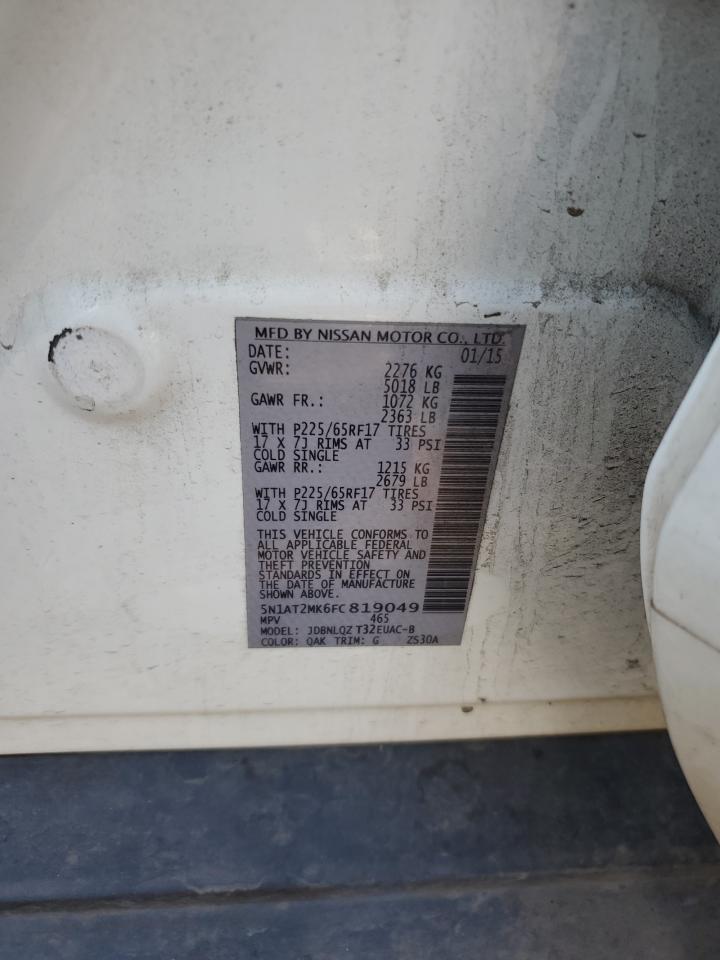 MFD BY NISSAN MOTOR CO., LTD.
DATE: 01/15
GVWR: 2276 KG
5018 LB
GAWR FR.: 1072 KG
2363 LB
WITH P225/65RF17 TIRES
17 X 7J RIMS AT 33 PSI
COLD SINGLE
GAWR RR.: 1215 KG
2679 LB
WITH P225/65RF17 TIRES
17 X 7J RIMS AT 33 PSI
COLD SINGLE
THIS VEHICLE CONFORMS TO
ALL APPLICABLE FEDERAL
MOTOR VEHICLE SAFETY AND
THEFT PREVENTION
STANDARDS IN EFFECT ON
THE DATE OF MANUFACTURE
SHOWN ABOVE.
5N1AT2MK6FC819049
MPV 465
MODEL: JDBNLQZ T32EUAC-B
COLOR: QAK TRIM: G ZS30A